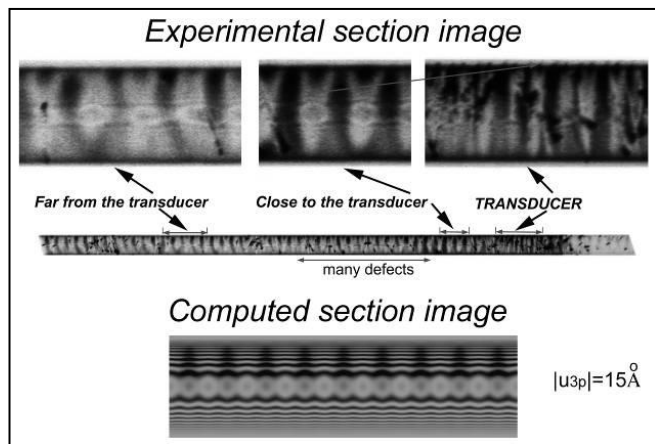 Experimental section image
Far from the transducer
Close to the transducer
TRANSDUCER
many defects
Computed section image
|u3p|=15Å